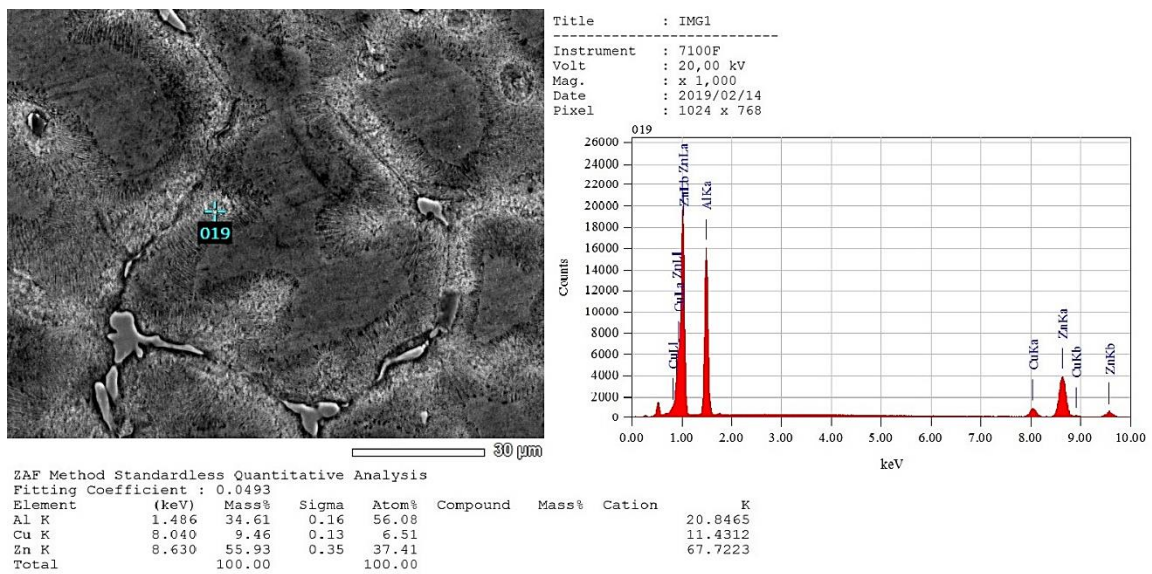 Title : IMG1
---------------------------
Instrument : 7100F
Volt : 20,00 kV
Mag. : x 1,000
Date : 2019/02/14
Pixel : 1024 x 768
019
30 µm
019
26000
24000
22000
20000
18000
16000
14000
12000
10000
8000
6000
4000
2000
0
Counts
CuLl
CuLa ZnLl
ZnLb ZnLa
AlKa
CuKa
ZnKa
CuKb
ZnKb
0.00 1.00 2.00 3.00 4.00 5.00 6.00 7.00 8.00 9.00 10.00
keV
ZAF Method Standardless Quantitative Analysis
Fitting Coefficient : 0.0493
Element (keV) Mass% Sigma Atom% Compound Mass% Cation K
Al K 1.486 34.61 0.16 56.08 20.8465
Cu K 8.040 9.46 0.13 6.51 11.4312
Zn K 8.630 55.93 0.35 37.41 67.7223
Total 100.00 100.00